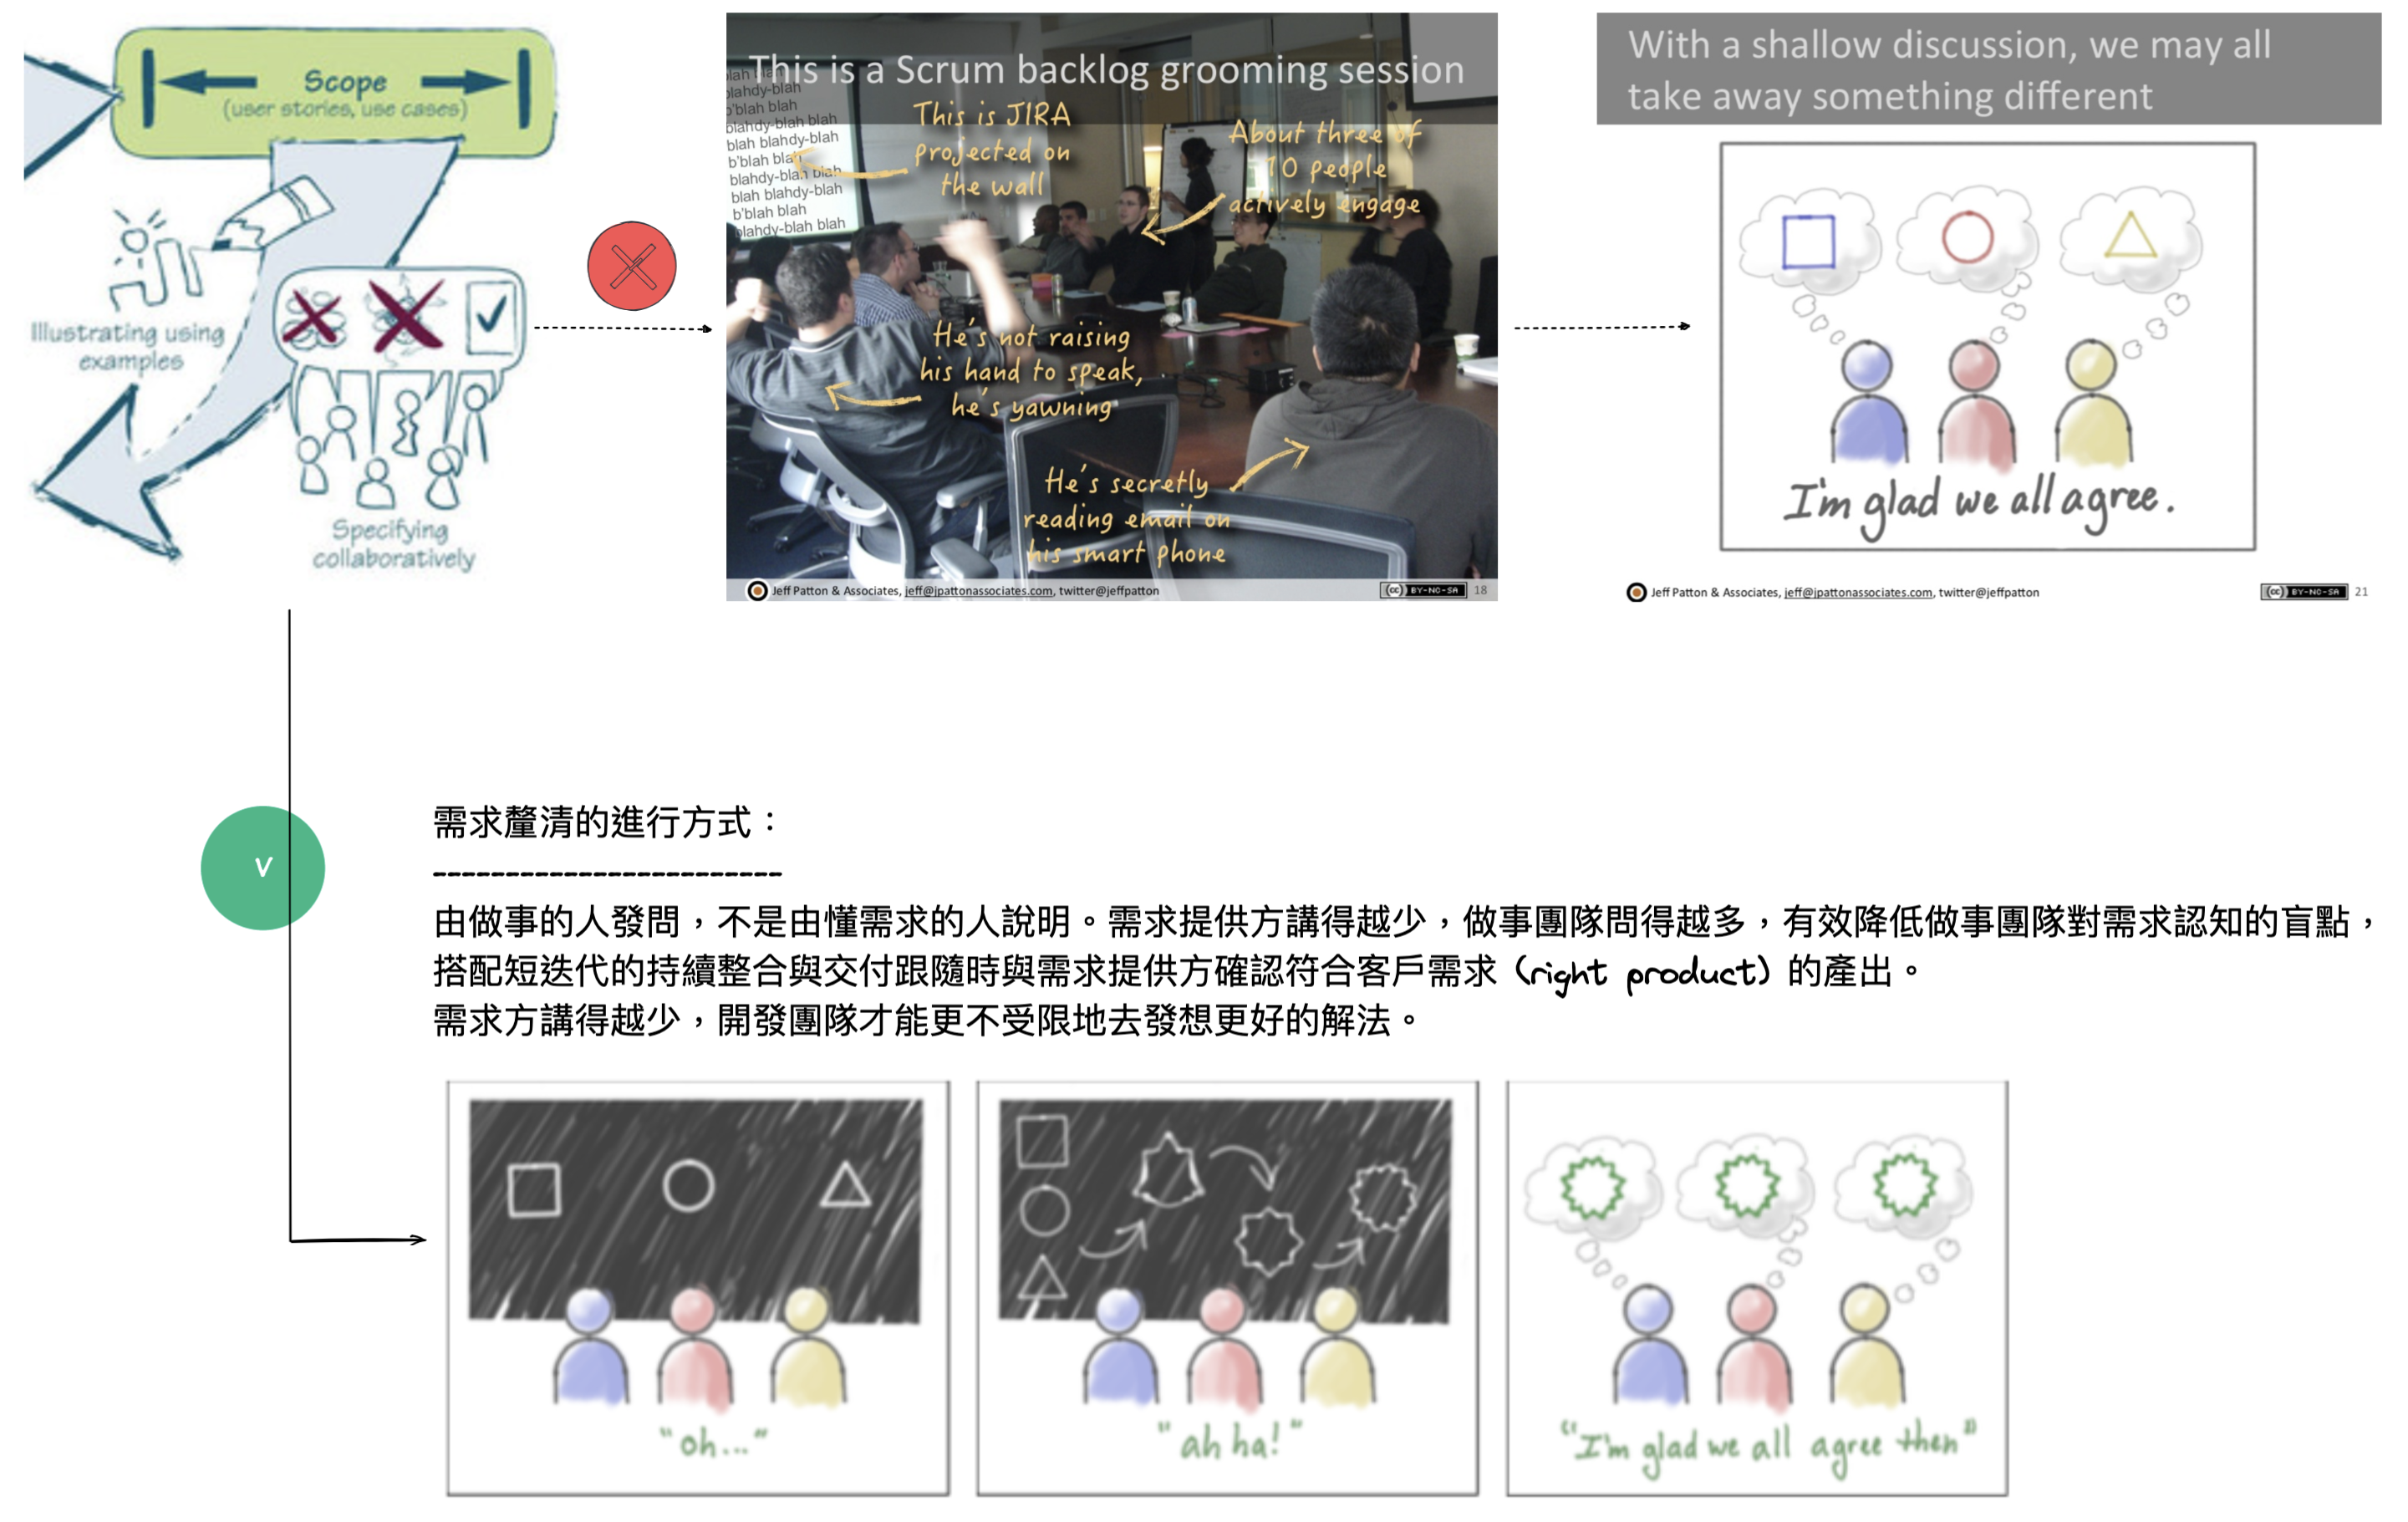 Scope
(user stories, use cases)
Illustrating using
examples
Specifying
collaboratively
This is a Scrum backlog grooming session
blah blah
blahdy-blah
b'blah blah
blahdy-blah blah
blah blahdy-blah
b'blah blah
blahdy-blah blah
blah blahdy-blah
b'blah blah
blahdy-blah blah
This is JIRA
projected on
the wall
About three of
10 people
actively engage
He's not raising
his hand to speak,
he's yawning
He's secretly
reading email on
his smart phone
Jeff Patton & Associates, jeff@jpattonassociates.com, twitter@jeffpatton
(cc) BY-NC-SA 18
With a shallow discussion, we may all
take away something different
I'm glad we all agree.
Jeff Patton & Associates, jeff@jpattonassociates.com, twitter@jeffpatton
(cc) BY-NC-SA 21
V
需求釐清的進行方式：
------------------------
由做事的人發問，不是由懂需求的人說明。需求提供方講得越少，做事團隊問得越多，有效降低做事團隊對需求認知的盲點，
搭配短迭代的持續整合與交付跟隨時與需求提供方確認符合客戶需求 (right product) 的產出。
需求方講得越少，開發團隊才能更不受限地去發想更好的解法。
"oh..."
"ah ha!"
"I'm glad we all agree then"